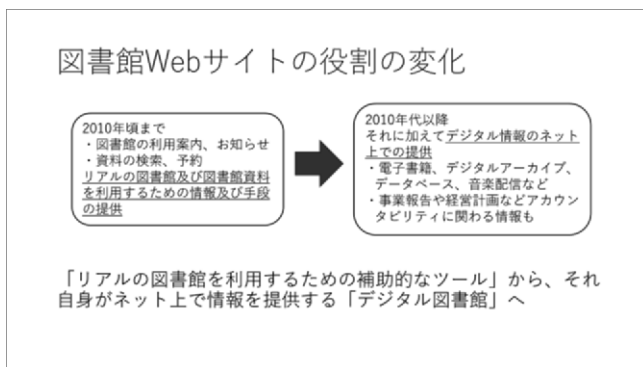 図書館Webサイトの役割の変化
2010年頃まで
・図書館の利用案内、お知らせ
・資料の検索、予約
リアルの図書館及び図書館資料
を利用するための情報及び手段
の提供
2010年代以降
それに加えてデジタル情報のネット
上での提供
・電子書籍、デジタルアーカイブ、
データベース、音楽配信など
・事業報告や経営計画などアカウン
タビリティに関わる情報も
「リアルの図書館を利用するための補助的なツール」から、それ
自身がネット上で情報を提供する「デジタル図書館」へ